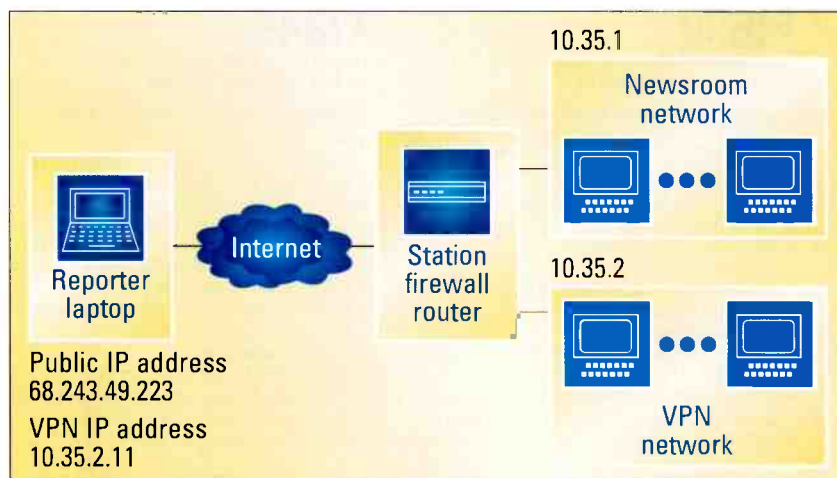 10.35.1
Newsroom
network
Reporter
laptop
Internet
Station
firewall
router
10.35.2
VPN
network
Public IP address
68.243.49.223
VPN IP address
10.35.2.11